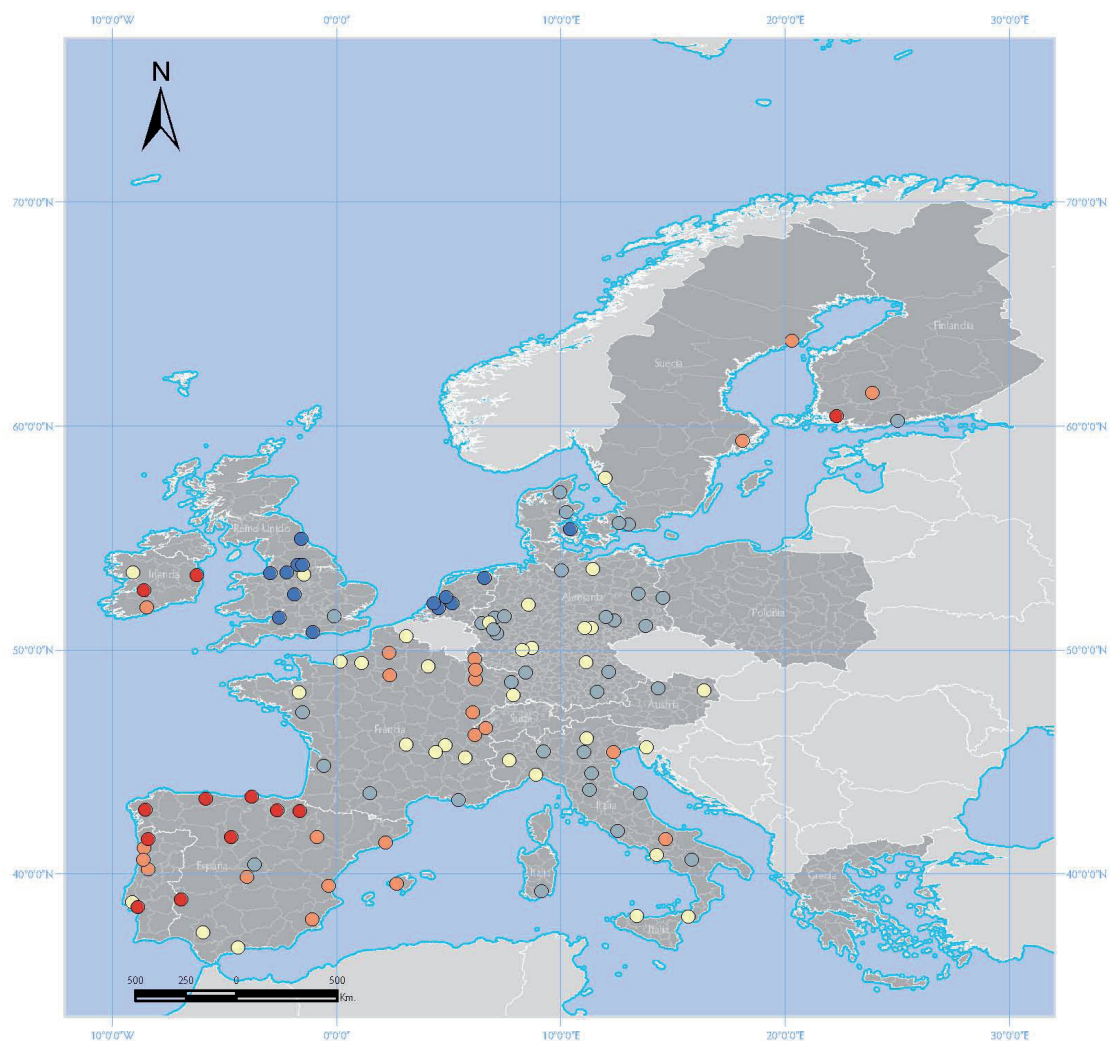 10°0'0"W 0°0'0"E 10°0'0"E 20°0'0"E 30°0'0"E
N
70°0'0"N 70°0'0"N
Finlandia
Suecia
60°0'0"N 60°0'0"N
Reino Unido
Irlanda
Alemania
Polonia
50°0'0"N 50°0'0"N
Austria
Suiza
Francia
Italia
España
Italia
Grecia
40°0'0"N 40°0'0"N
Italia
500 250 0 500
Km.
10°0'0"W 0°0'0"E 10°0'0"E 20°0'0"E 30°0'0"E